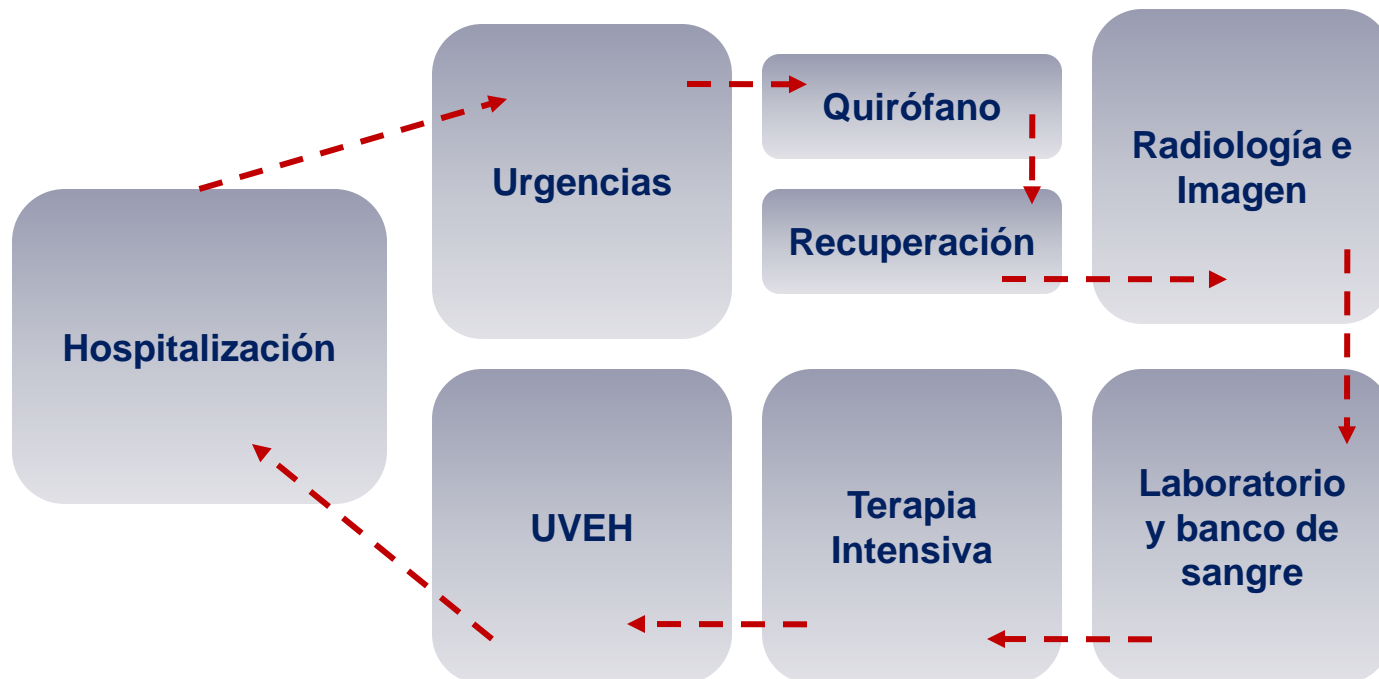 Hospitalización
Urgencias
Quirófano
Recuperación
Radiología e
Imagen
Laboratorio
y banco de
sangre
Terapia
Intensiva
UVEH